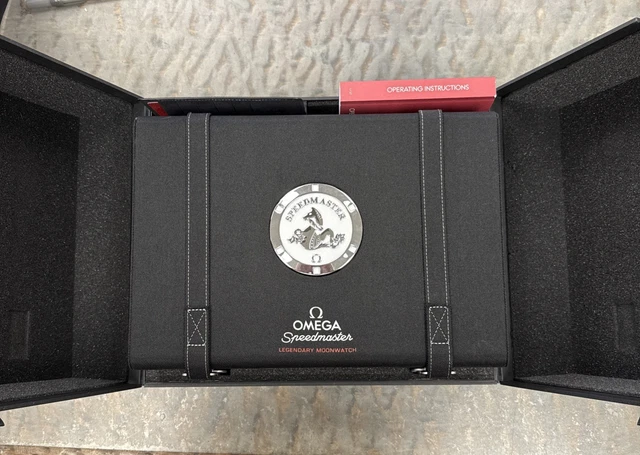 OPERATING INSTRUCTIONS
SPEEDMASTER
Ω
OMEGA
Speedmaster
LEGENDARY MOONWATCH